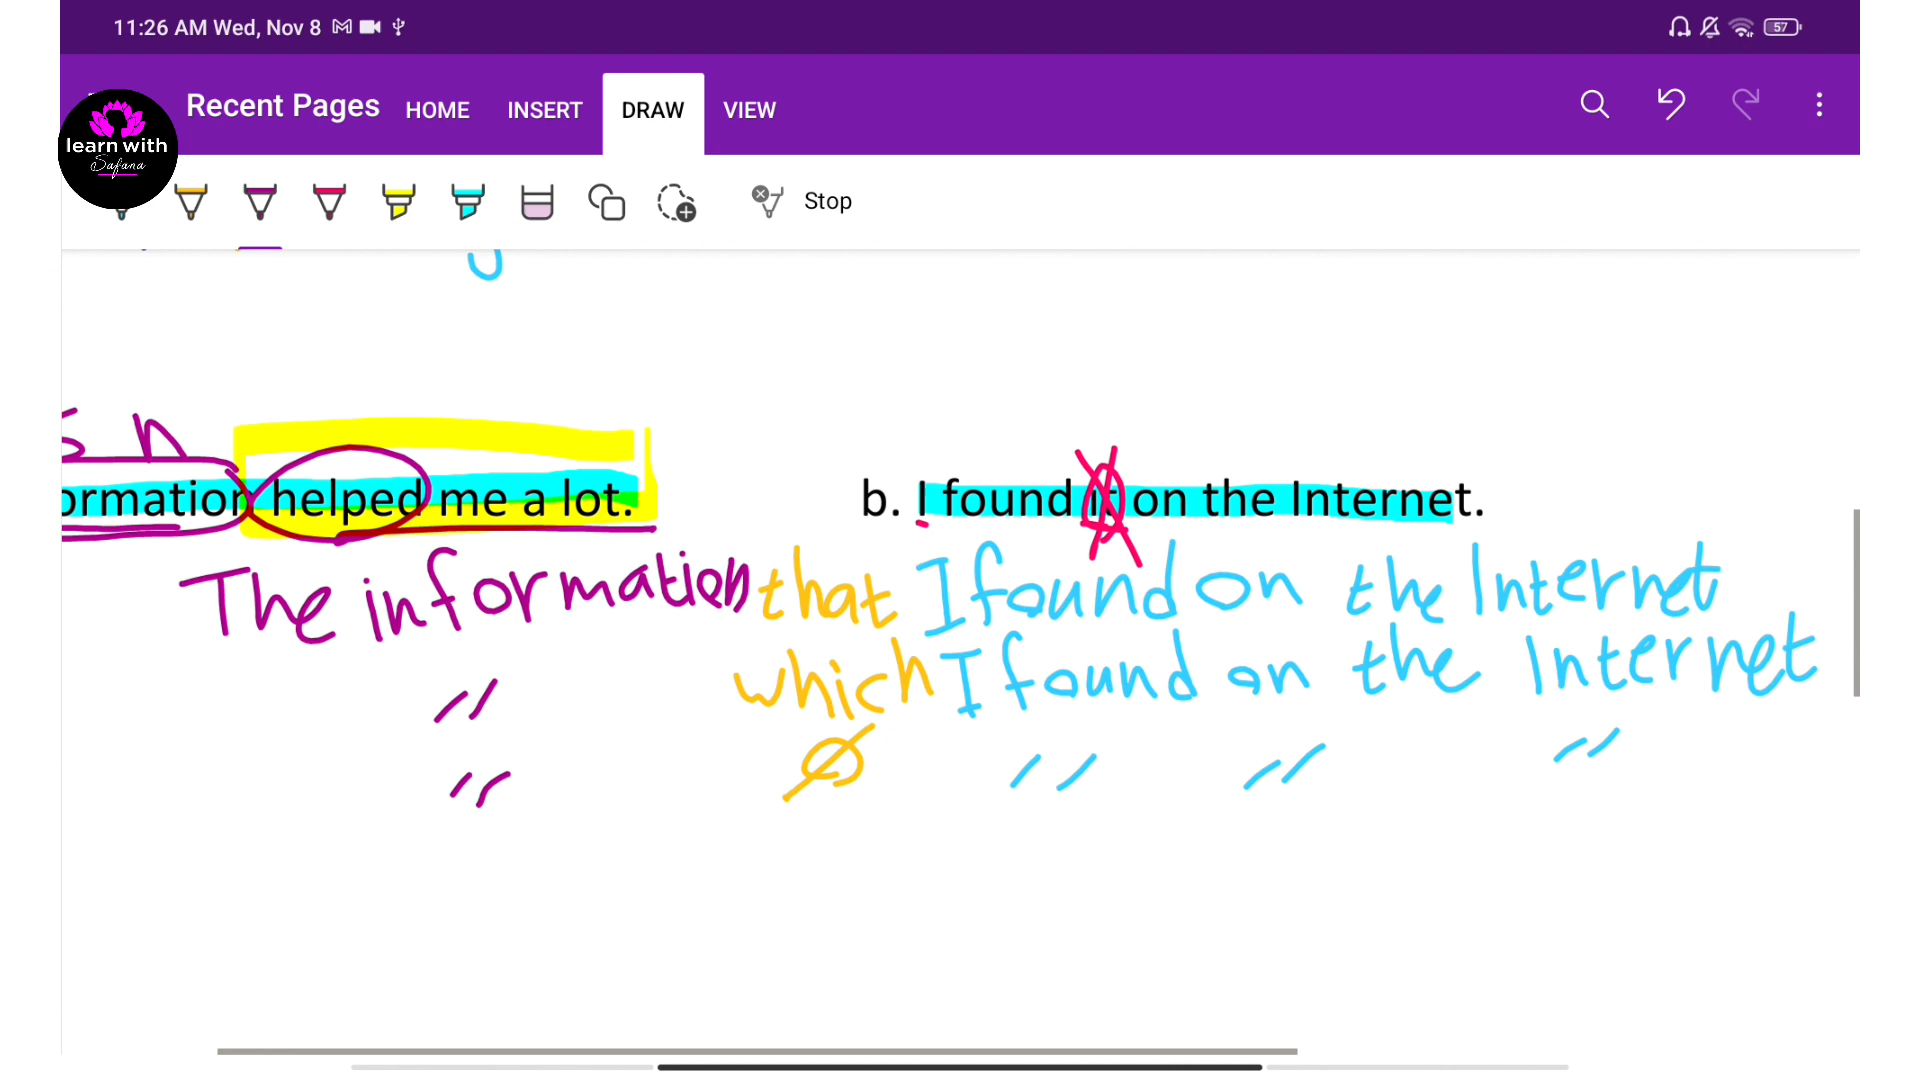 11:26 AM Wed, Nov 8
57
learn with
Safana
Recent Pages HOME INSERT DRAW VIEW
Stop
S n
ormation helped me a lot. b. I found it on the Internet.
The information that I found on the Internet
" which I found on the Internet
" Ø " " "